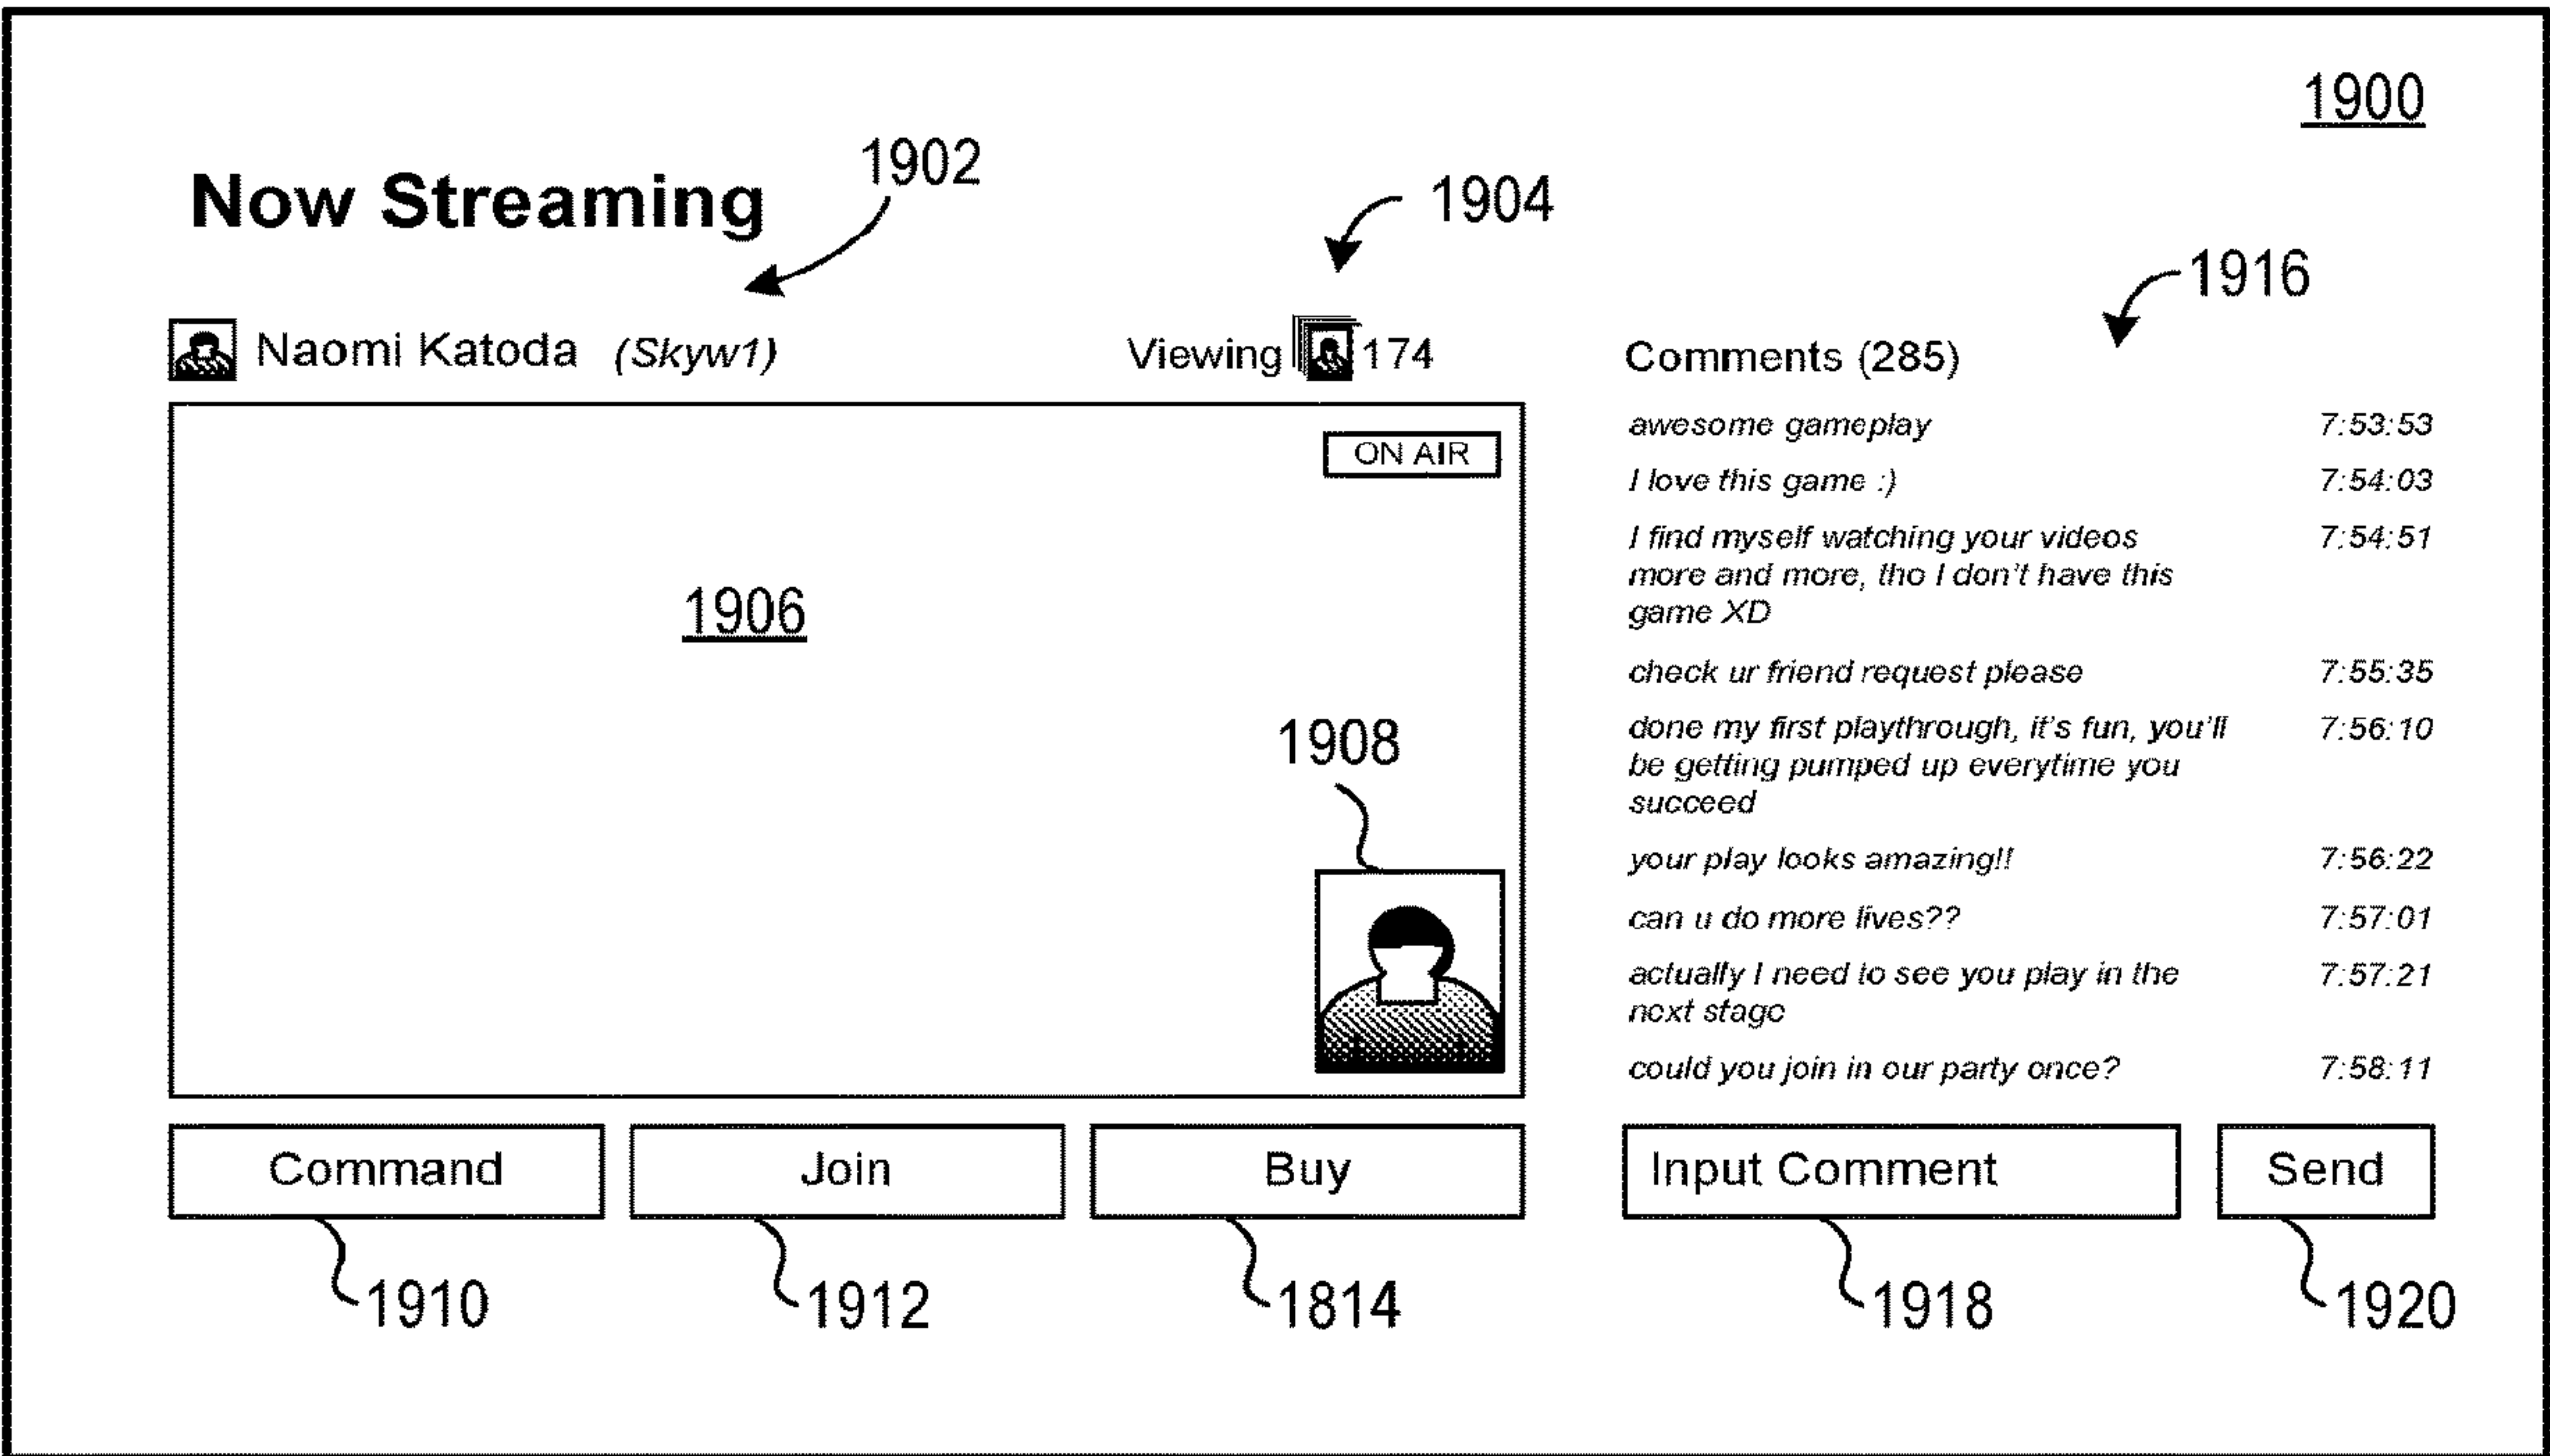 1900
Now Streaming
1902
1904
1916
Naomi Katoda (Skyw1)
Viewing 174
ON AIR
1906
1908
Comments (285)
awesome gameplay 7:53:53
I love this game :) 7:54:03
I find myself watching your videos 7:54:51
more and more, tho I don't have this
game XD
check ur friend request please 7:55:35
done my first playthrough, it's fun, you'll 7:56:10
be getting pumped up everytime you
succeed
your play looks amazing!! 7:56:22
can u do more lives?? 7:57:01
actually I need to see you play in the 7:57:21
next stage
could you join in our party once? 7:58:11
Command
Join
Buy
Input Comment
Send
1910
1912
1814
1918
1920